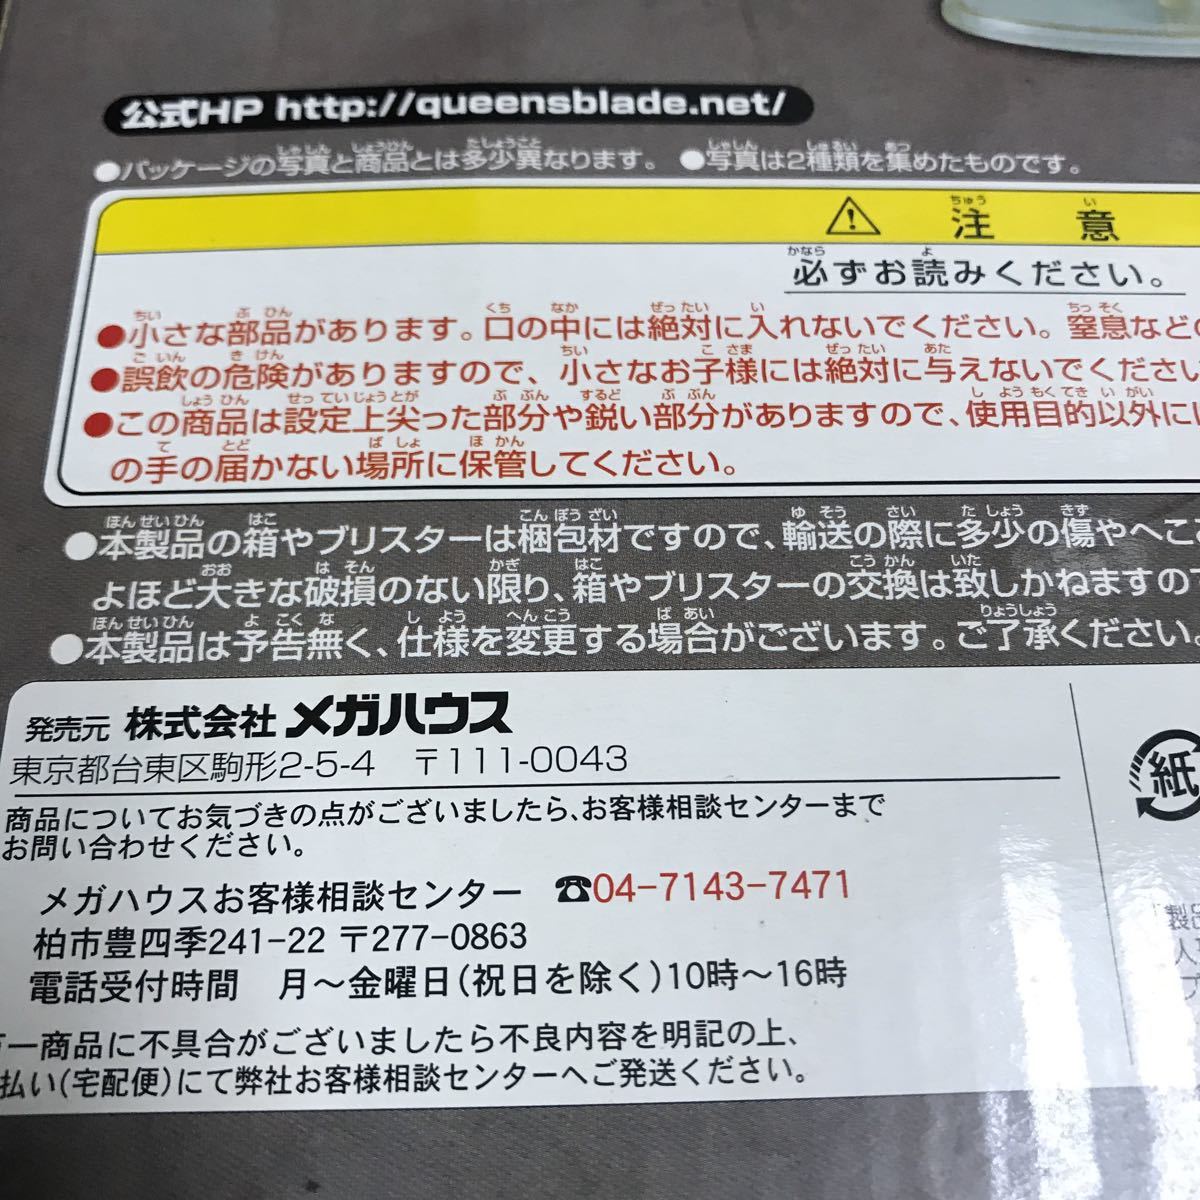 公式HP http://queensblade.net/
●パッケージの写真と商品とは多少異なります。 ●写真は2種類を集めたものです。
注意
必ずお読みください。
●小さな部品があります。口の中には絶対に入れないでください。窒息などの
●誤飲の危険がありますので、小さなお子様には絶対に与えないでください
●この商品は設定上尖った部分や鋭い部分がありますので、使用目的以外に
の手の届かない場所に保管してください。
●本製品の箱やブリスターは梱包材ですので、輸送の際に多少の傷やへこ
よほど大きな破損のない限り、箱やブリスターの交換は致しかねますので
●本製品は予告無く、仕様を変更する場合がございます。ご了承ください。
発売元 株式会社 メガハウス
東京都台東区駒形2-5-4 〒111-0043
商品についてお気づきの点がございましたら、お客様相談センターまで
お問い合わせください。
メガハウスお客様相談センター ☎04-7143-7471
柏市豊四季241-22 〒277-0863
電話受付時間 月～金曜日(祝日を除く)10時～16時
一商品に不具合がございましたら不良内容を明記の上、
払い(宅配便)にて弊社お客様相談センターへご発送ください。
紙
製品
人